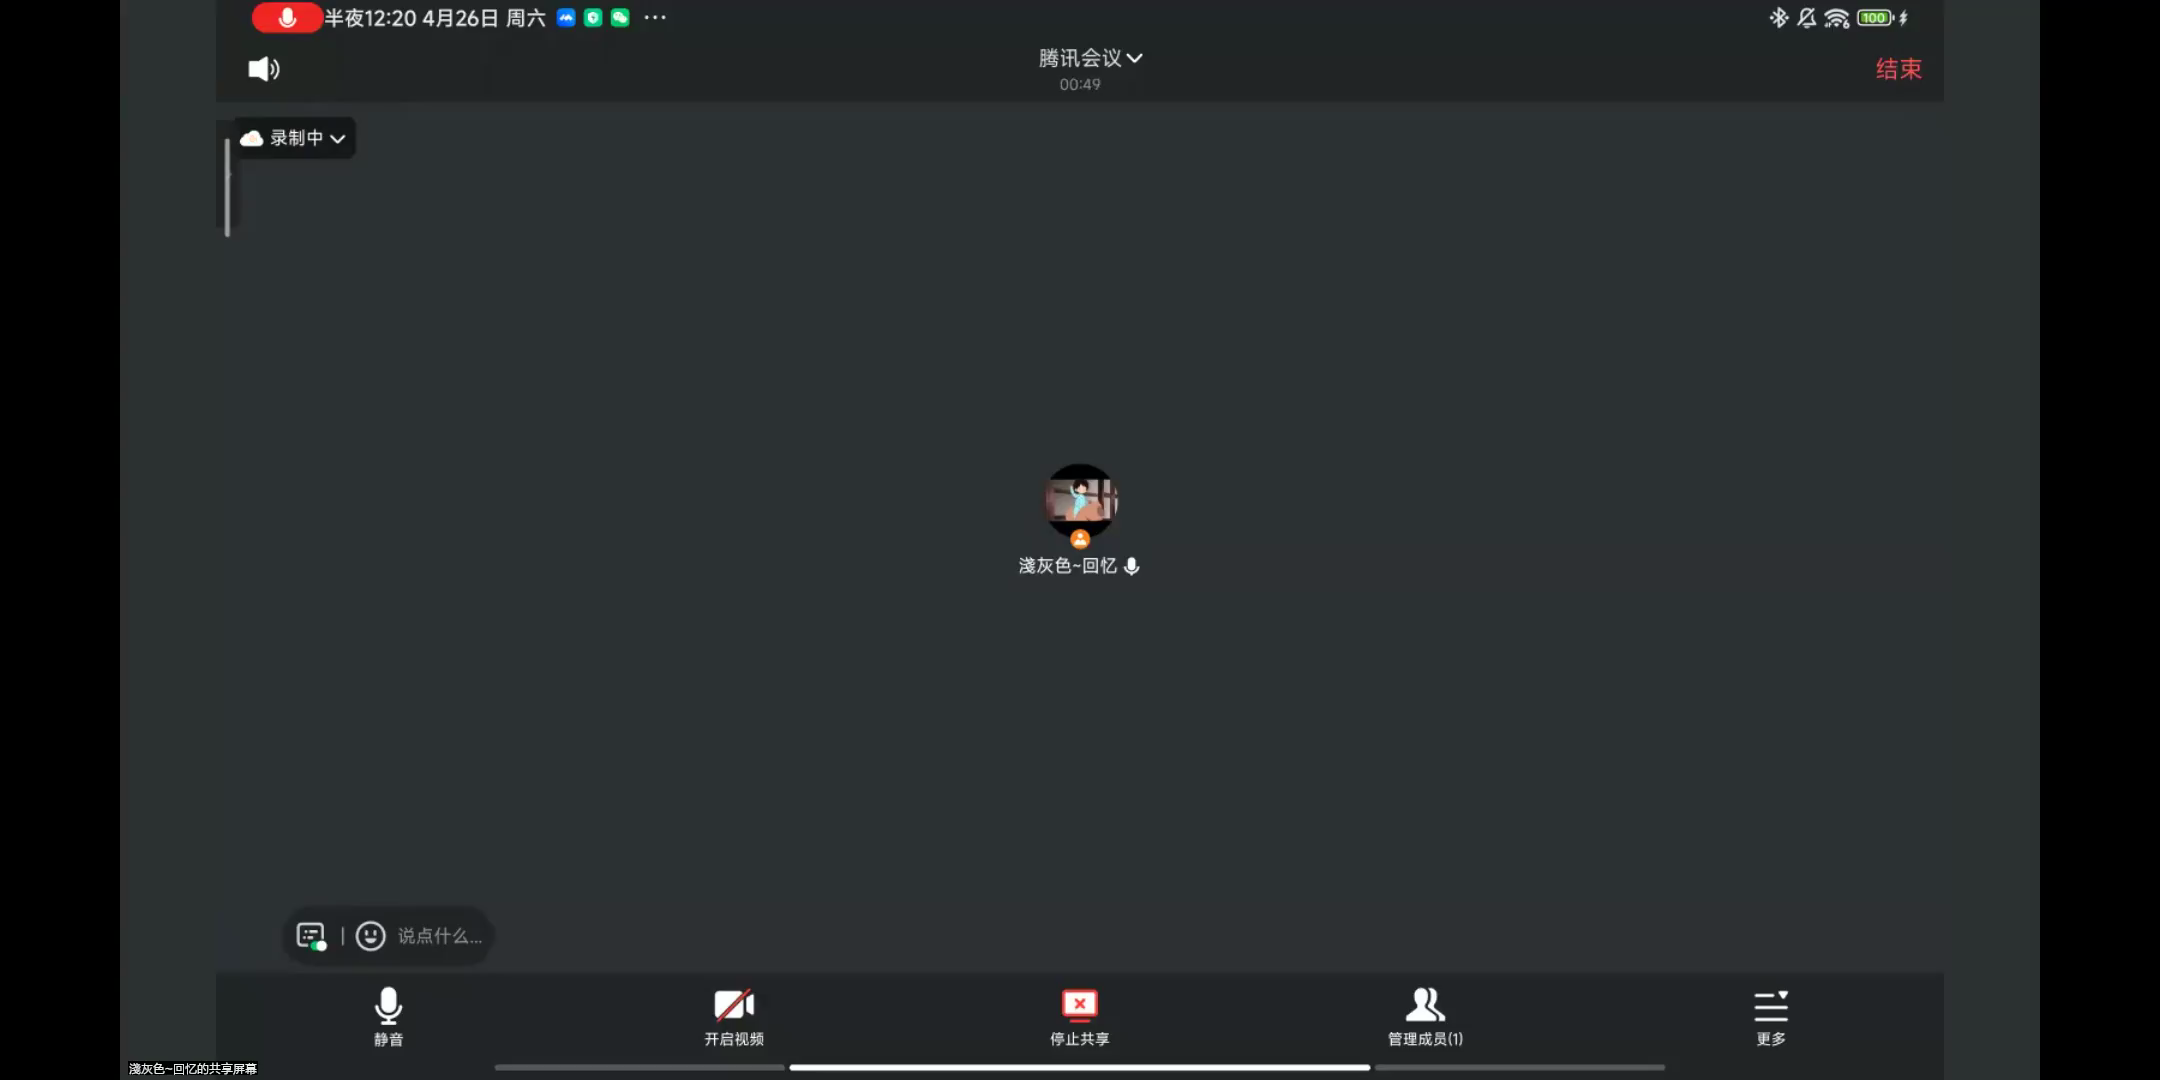 半夜12:20 4月26日 周六 ...
100
腾讯会议
00:49
结束
录制中
淺灰色~回忆
说点什么...
静音
开启视频
停止共享
管理成员(1)
更多
淺灰色~回忆的共享屏幕